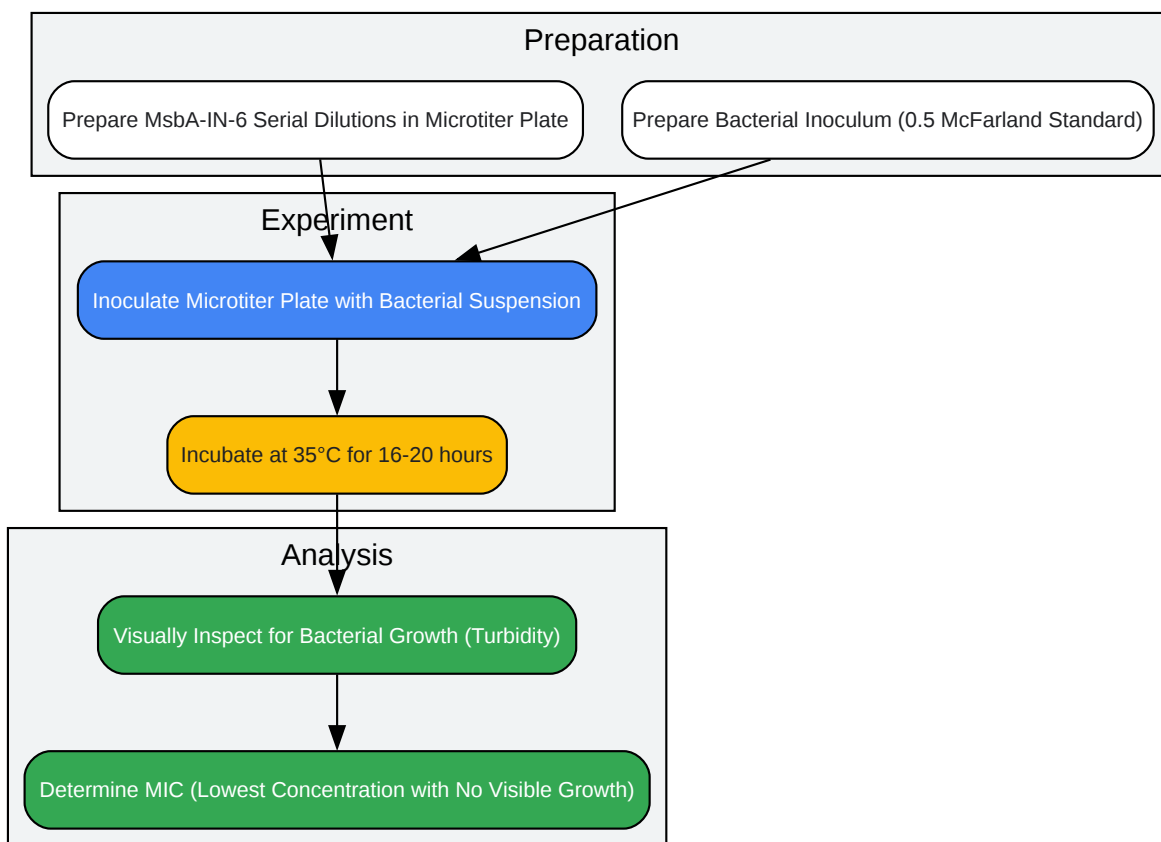 Preparation
Prepare MsbA-IN-6 Serial Dilutions in Microtiter Plate
Prepare Bacterial Inoculum (0.5 McFarland Standard)
Experiment
Inoculate Microtiter Plate with Bacterial Suspension
Incubate at 35°C for 16-20 hours
Analysis
Visually Inspect for Bacterial Growth (Turbidity)
Determine MIC (Lowest Concentration with No Visible Growth)